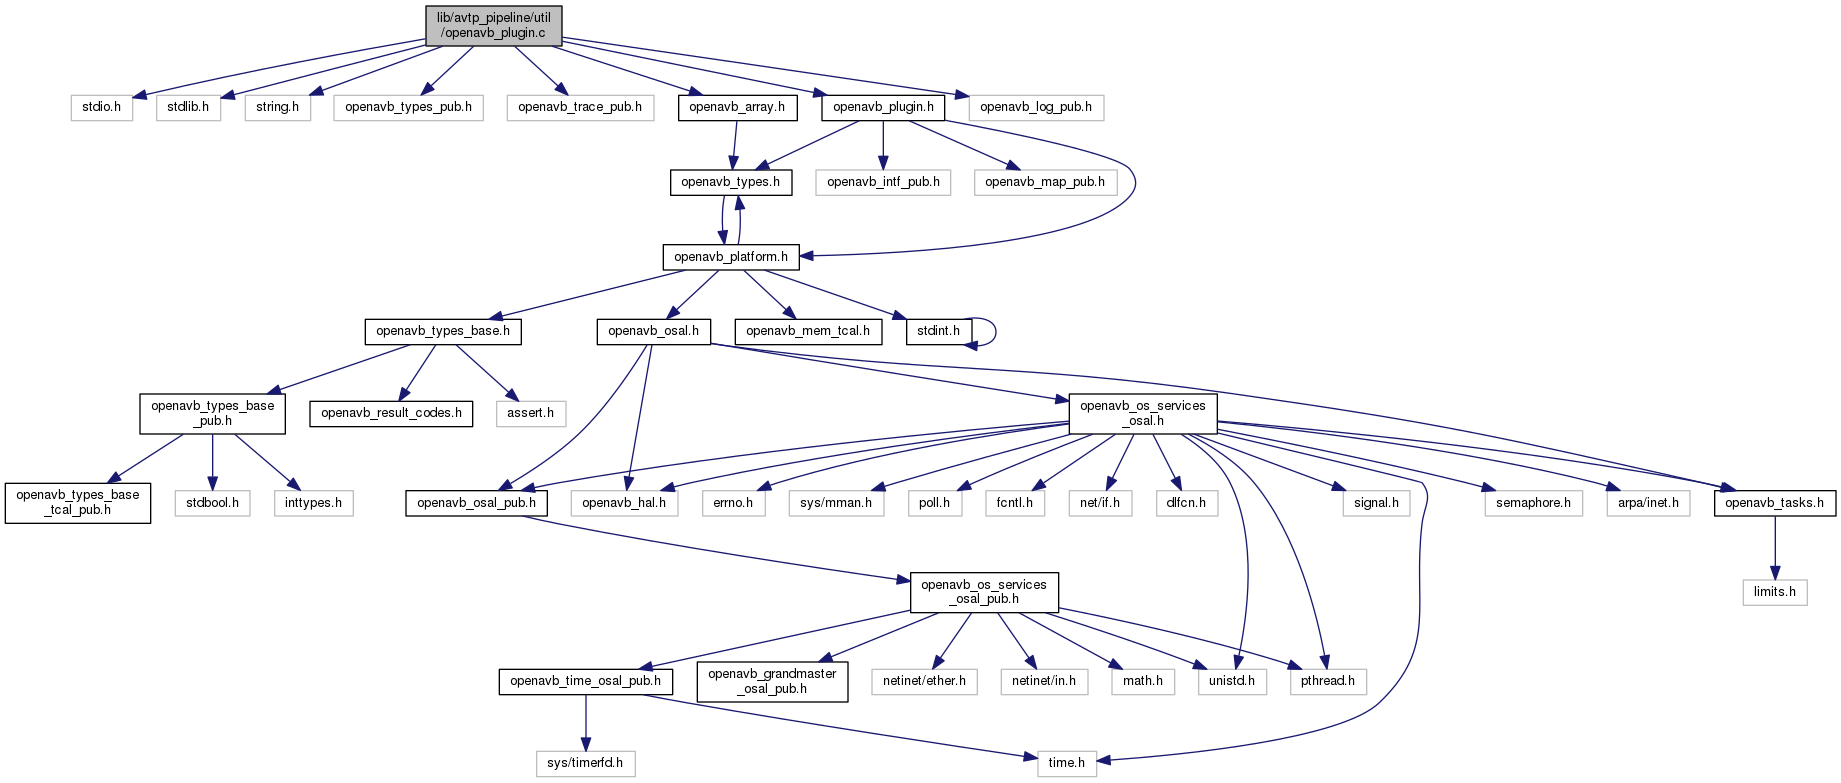 lib/avtp_pipeline/util
/openavb_plugin.c
stdio.h
stdlib.h
string.h
openavb_types_pub.h
openavb_trace_pub.h
openavb_array.h
openavb_plugin.h
openavb_log_pub.h
openavb_types.h
openavb_intf_pub.h
openavb_map_pub.h
openavb_platform.h
openavb_types_base.h
openavb_osal.h
openavb_mem_tcal.h
stdint.h
openavb_types_base
_pub.h
openavb_result_codes.h
assert.h
openavb_os_services
_osal.h
openavb_types_base
_tcal_pub.h
stdbool.h
inttypes.h
openavb_osal_pub.h
openavb_hal.h
errno.h
sys/mman.h
poll.h
fcntl.h
net/if.h
dlfcn.h
signal.h
semaphore.h
arpa/inet.h
openavb_tasks.h
openavb_os_services
_osal_pub.h
limits.h
openavb_time_osal_pub.h
openavb_grandmaster
_osal_pub.h
netinet/ether.h
netinet/in.h
math.h
unistd.h
pthread.h
sys/timerfd.h
time.h